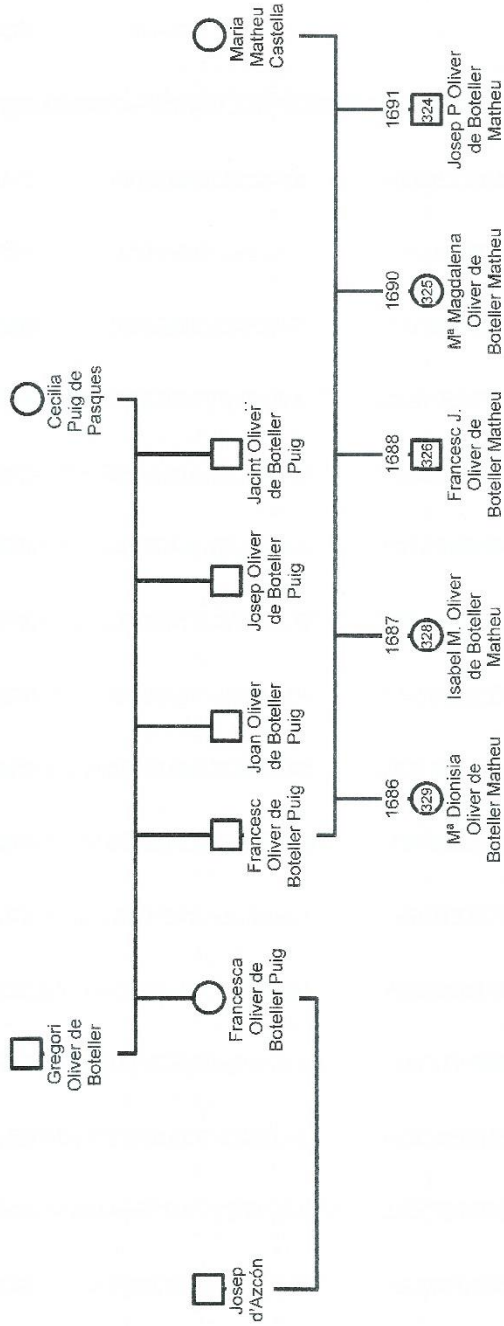 Gregori
Oliver de
Boteller
Cecilia
Puig de
Pasques
Josep
d'Azcón
Francesca
Oliver de
Boteller Puig
Francesc
Oliver de
Boteller Puig
Joan Oliver
de Boteller
Puig
Josep Oliver
de Boteller
Puig
Jacint Oliver
de Boteller
Puig
Maria
Matheu
Castella
1686
329
Mª Dionisia
Oliver de
Boteller Matheu
1687
328
Isabel M. Oliver
de Boteller
Matheu
1688
326
Francesc J.
Oliver de
Boteller Matheu
1690
325
Mª Magdalena
Oliver de
Boteller Matheu
1691
324
Josep P Oliver
de Boteller
Matheu